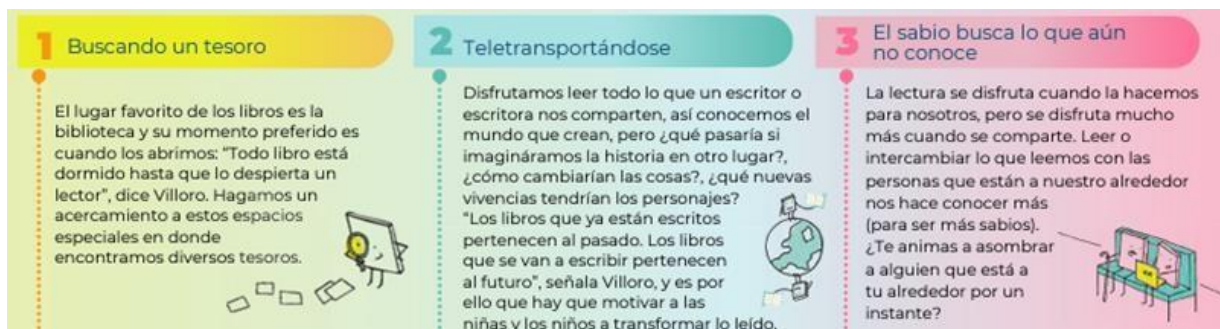 1 Buscando un tesoro
El lugar favorito de los libros es la
biblioteca y su momento preferido es
cuando los abrimos: “Todo libro está
dormido hasta que lo despierta un
lector”, dice Villoro. Hagamos un
acercamiento a estos espacios
especiales en donde
encontramos diversos tesoros.
2 Teletransportándose
Disfrutamos leer todo lo que un escritor o
escritora nos comparten, así conocemos el
mundo que crean, pero ¿qué pasaría si
imagináramos la historia en otro lugar?,
¿cómo cambiarían las cosas?, ¿qué nuevas
vivencias tendrían los personajes?
“Los libros que ya están escritos
pertenecen al pasado. Los libros
que se van a escribir pertenecen
al futuro”, señala Villoro, y es por
ello que hay que motivar a las
niñas y los niños a transformar lo leído.
3 El sabio busca lo que aún
no conoce
La lectura se disfruta cuando la hacemos
para nosotros, pero se disfruta mucho
más cuando se comparte. Leer o
intercambiar lo que leemos con las
personas que están a nuestro alrededor
nos hace conocer más
(para ser más sabios).
¿Te animas a asombrar
a alguien que está a
tu alrededor por un
instante?